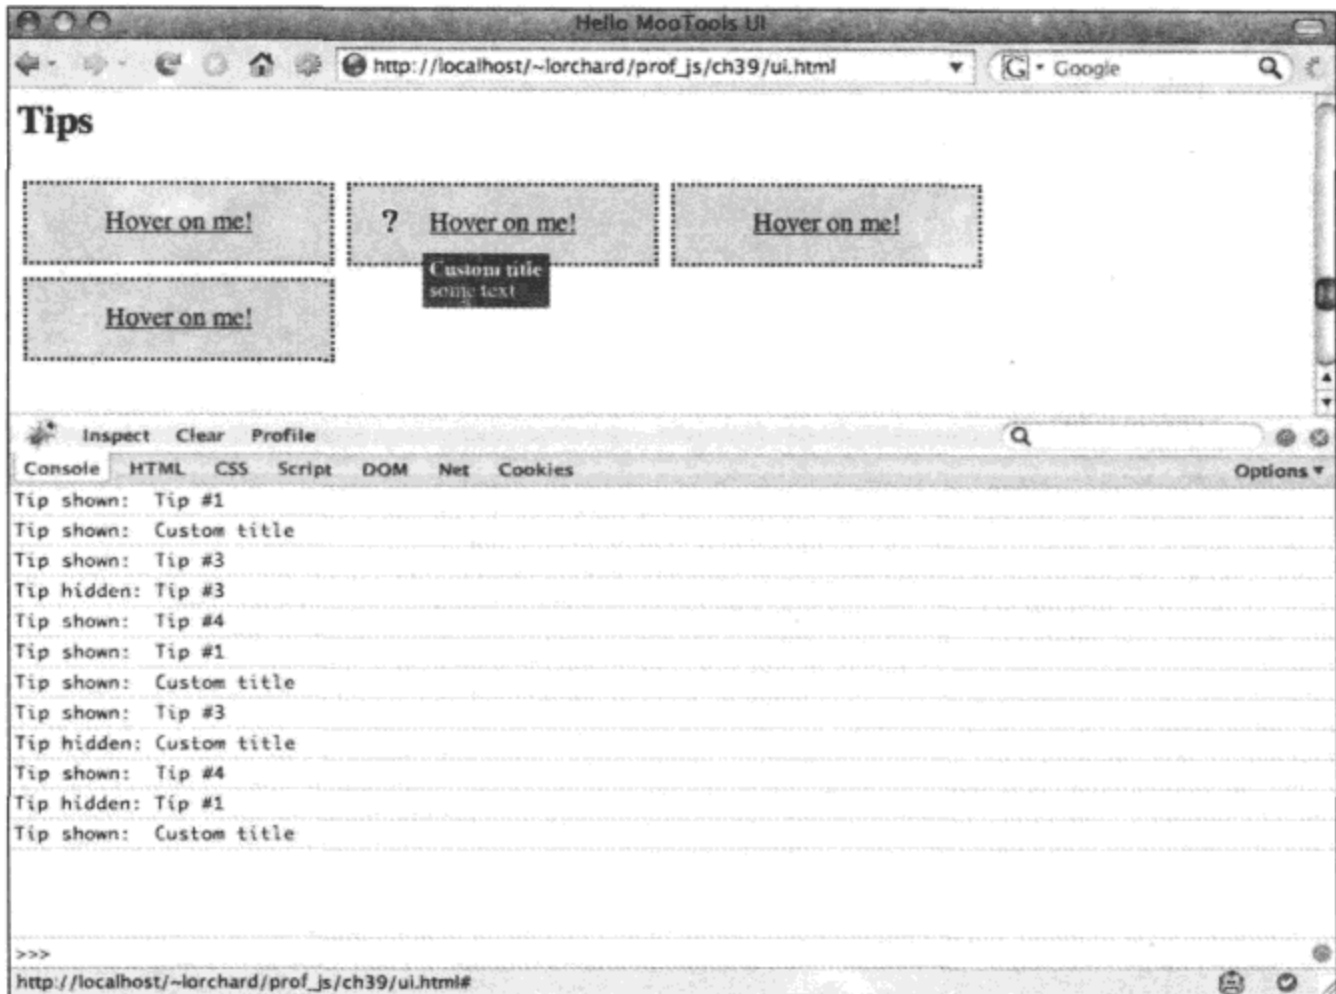 Hello MooTools UI
http://localhost/~lorchard/prof_js/ch39/ui.html
G Google
Tips
Hover on me!
? Hover on me!
Hover on me!
Custom title
some text
Hover on me!
Inspect Clear Profile
Console HTML CSS Script DOM Net Cookies Options
Tip shown: Tip #1
Tip shown: Custom title
Tip shown: Tip #3
Tip hidden: Tip #3
Tip shown: Tip #4
Tip shown: Tip #1
Tip shown: Custom title
Tip shown: Tip #3
Tip hidden: Custom title
Tip shown: Tip #4
Tip hidden: Tip #1
Tip shown: Custom title
>>>
http://localhost/~lorchard/prof_js/ch39/ui.html#